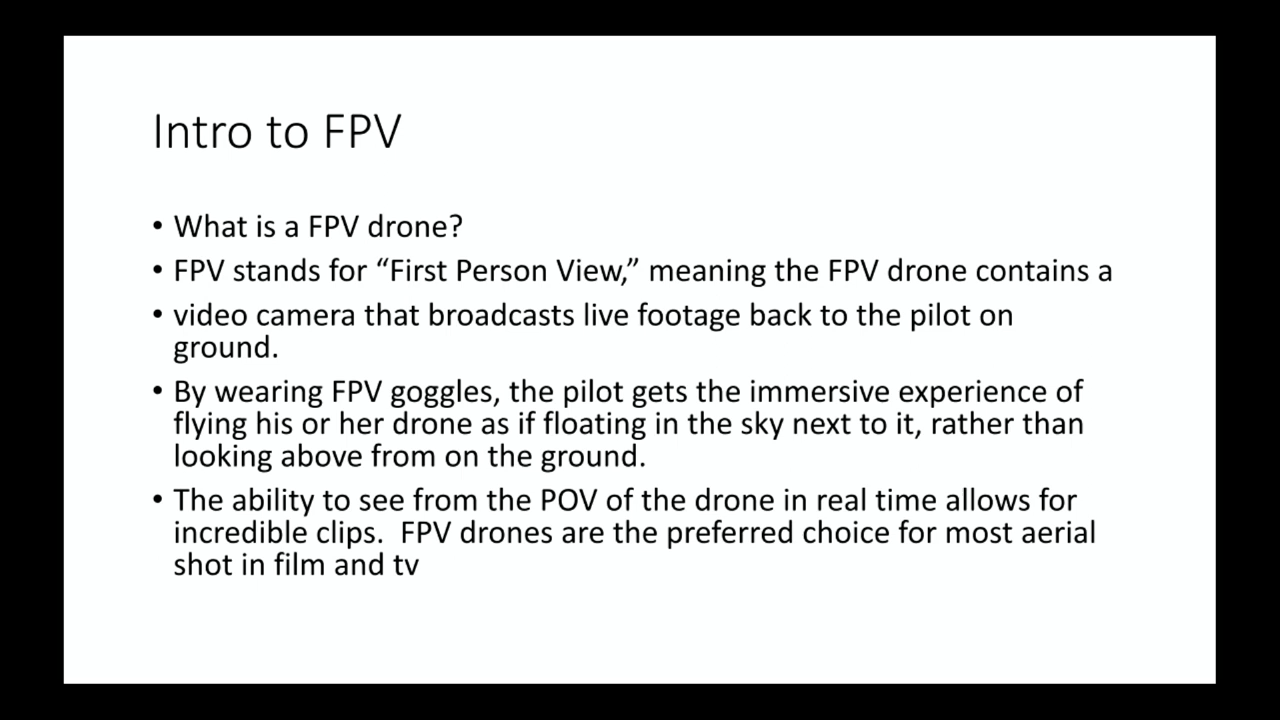 Intro to FPV
• What is a FPV drone?
• FPV stands for “First Person View,” meaning the FPV drone contains a
• video camera that broadcasts live footage back to the pilot on
ground.
• By wearing FPV goggles, the pilot gets the immersive experience of
flying his or her drone as if floating in the sky next to it, rather than
looking above from on the ground.
• The ability to see from the POV of the drone in real time allows for
incredible clips.  FPV drones are the preferred choice for most aerial
shot in film and tv